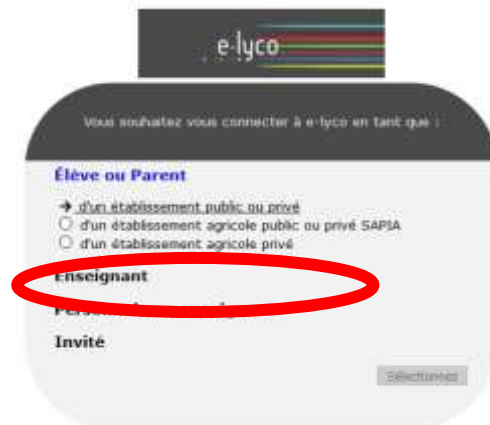 e-lyco
Vous souhaitez vous connecter à e-lyco en tant que :
Élève ou Parent
→ d'un établissement public ou privé
d'un établissement agricole public ou privé SAPIA
d'un établissement agricole privé
Enseignant
Invité
Sélectionnez